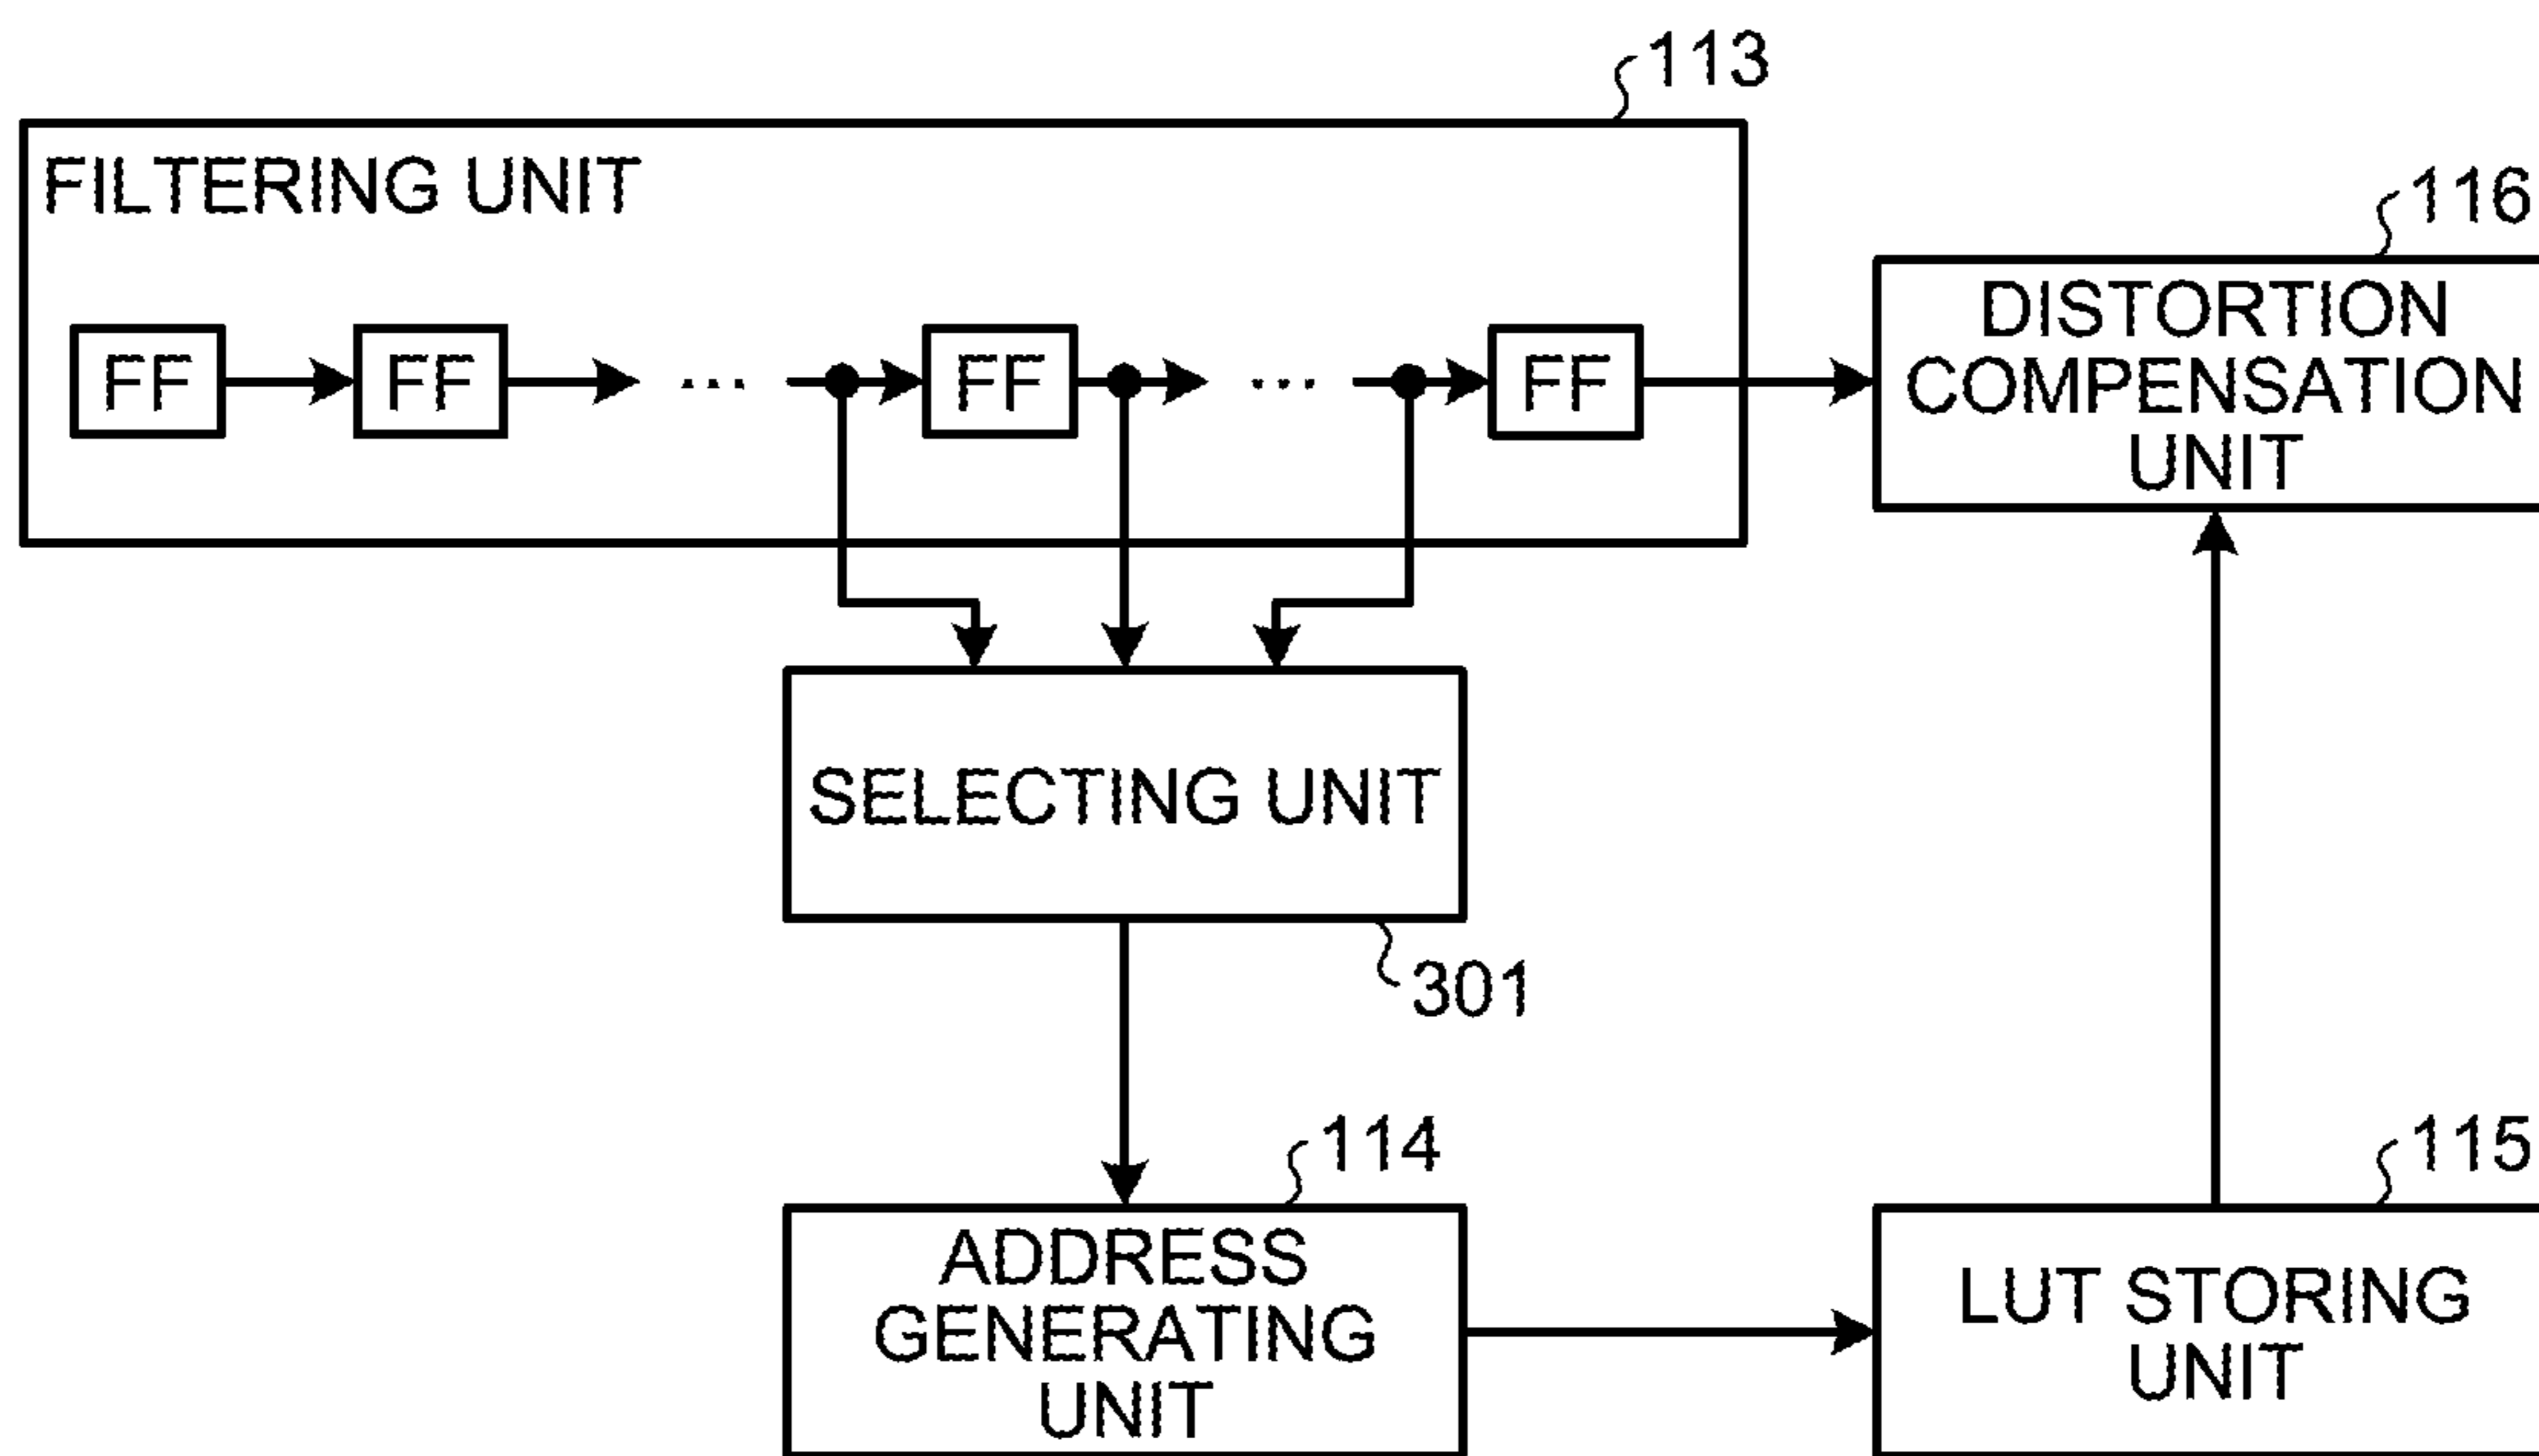 113
FILTERING UNIT
116
FF FF ... FF ... FF
DISTORTION
COMPENSATION
UNIT
SELECTING UNIT
301
114
115
ADDRESS
GENERATING
UNIT
LUT STORING
UNIT